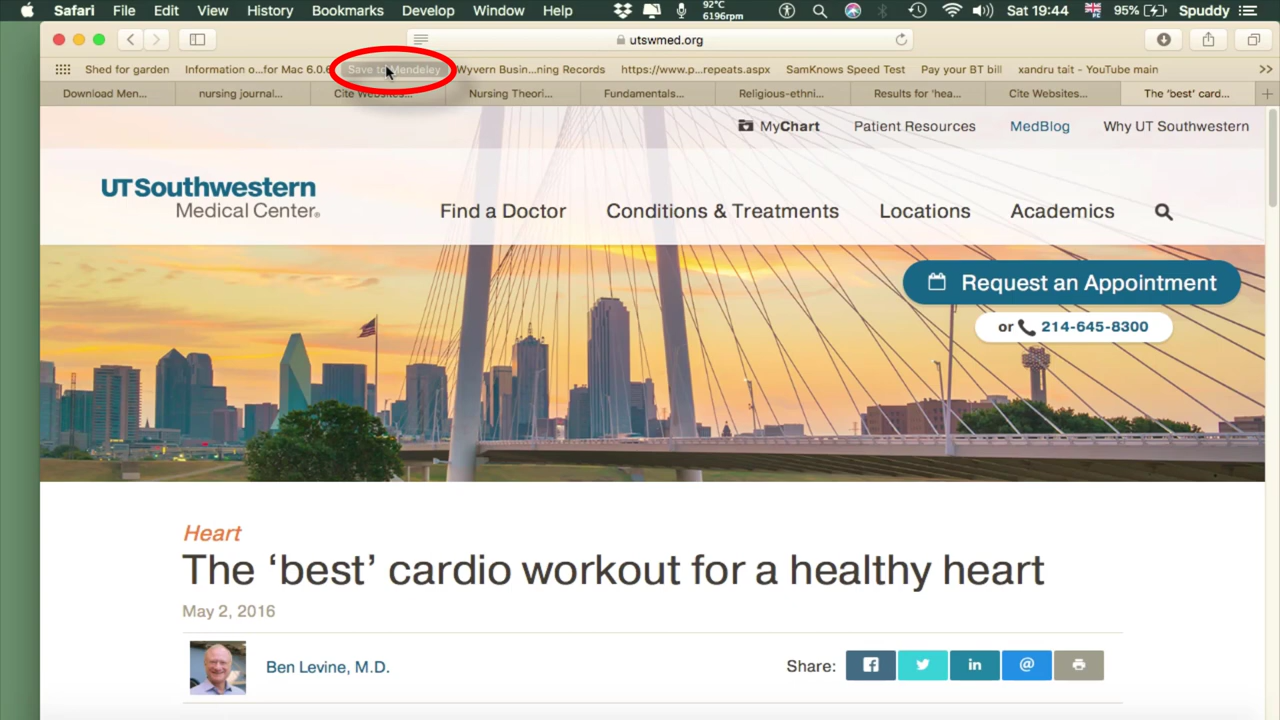 Safari File Edit View History Bookmarks Develop Window Help 92°C 6196rpm Sat 19:44 95% Spuddy
utswmed.org
Shed for garden Information o...for Mac 6.0.6 Save to Mendeley Wyvern Busin...ning Records https://www.p...repeats.aspx SamKnows Speed Test Pay your BT bill xandru tait - YouTube main
Download Men... nursing journal... Cite Websites... Nursing Theori... Fundamentals... Religious-ethni... Results for 'hea... Cite Websites... The ‘best’ card...
MyChart Patient Resources MedBlog Why UT Southwestern
UTSouthwestern
Medical Center®
Find a Doctor Conditions & Treatments Locations Academics
Request an Appointment
or 214-645-8300
Heart
The ‘best’ cardio workout for a healthy heart
May 2, 2016
Ben Levine, M.D. Share: